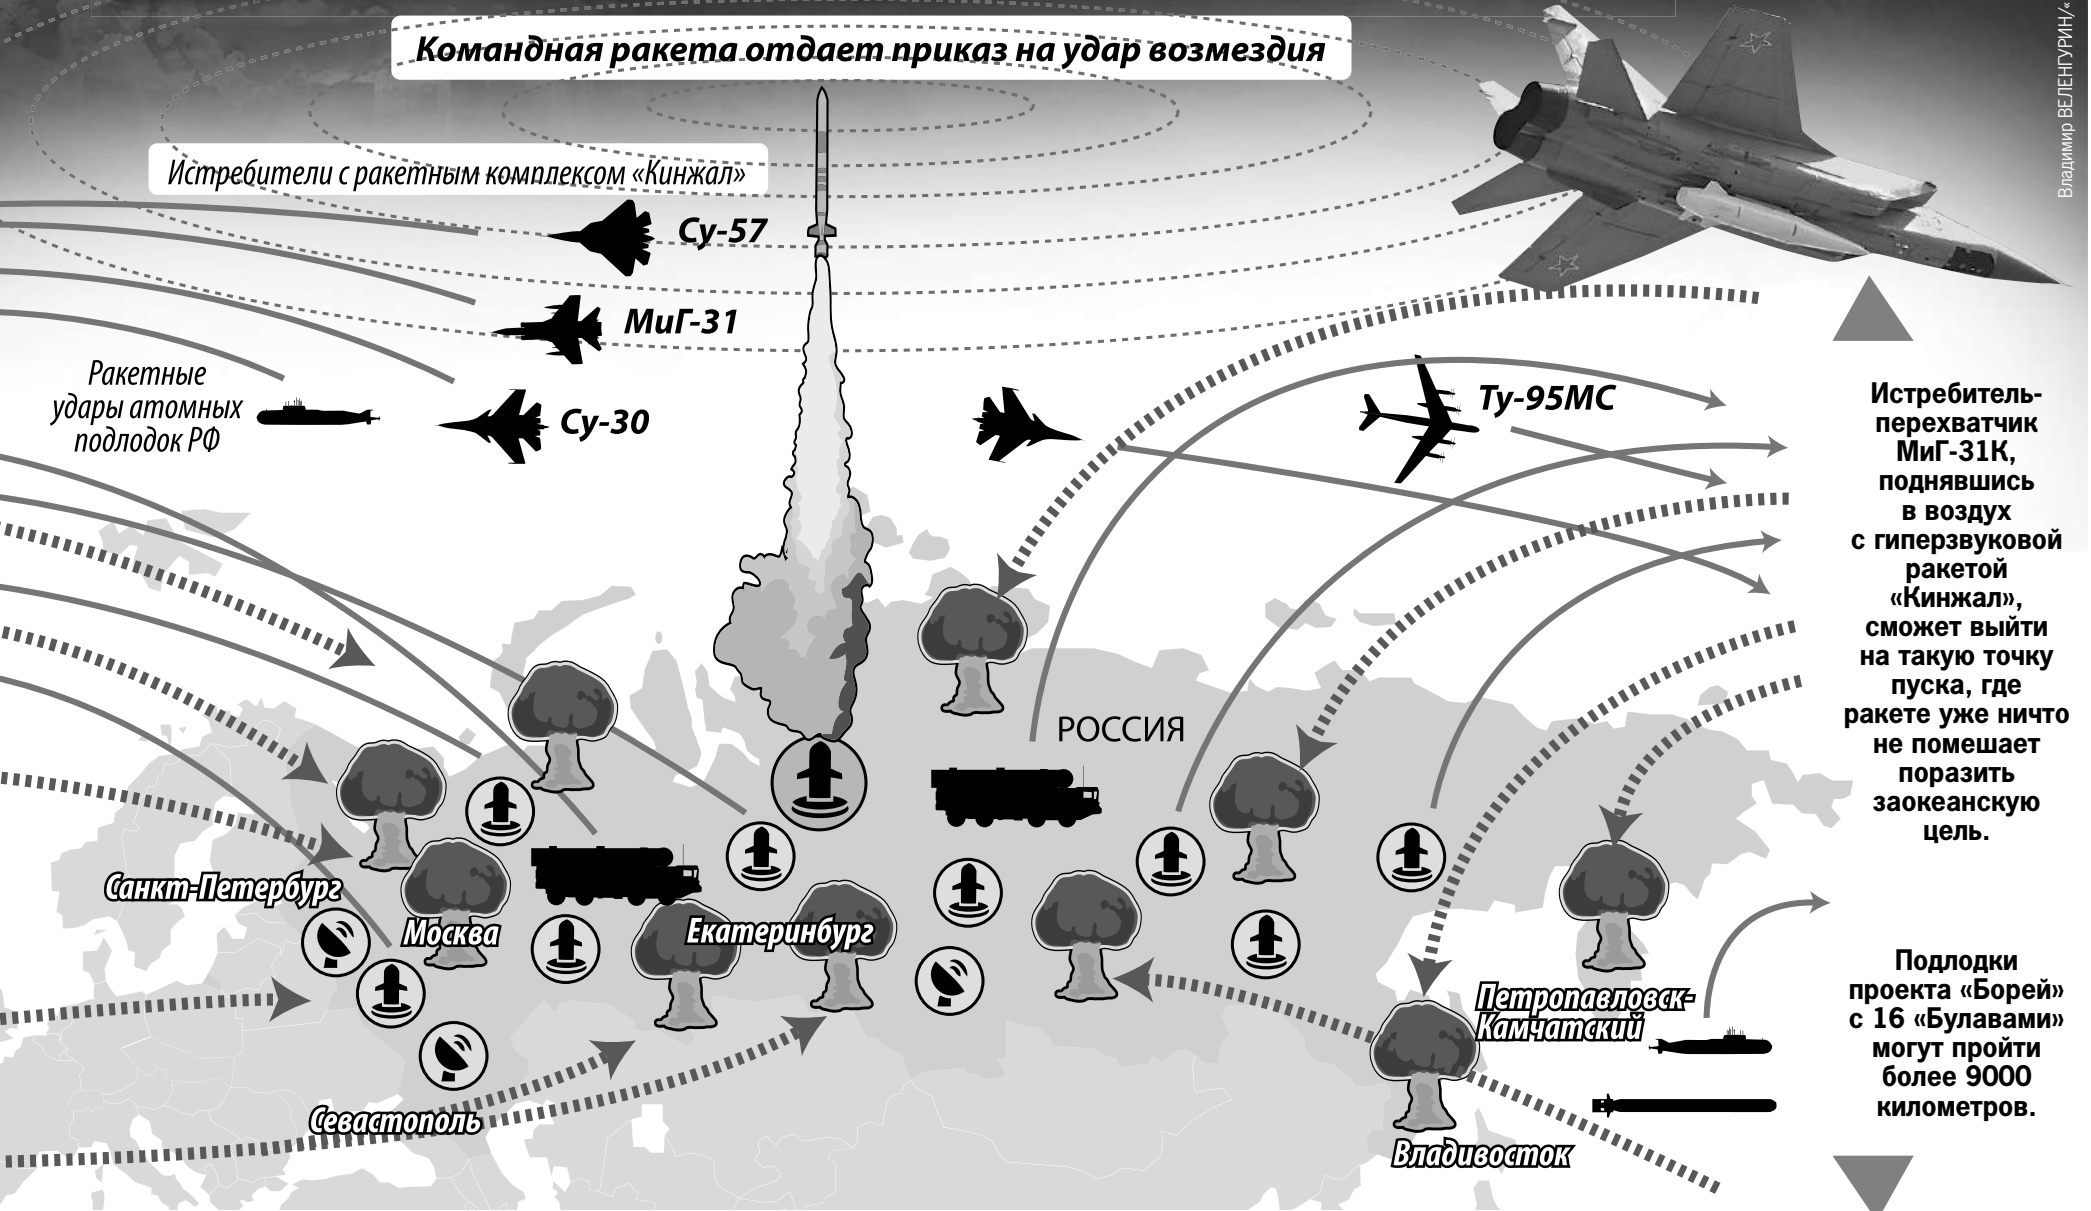 Командная ракета отдает приказ на удар возмездия
Владимир ВЕЛЕНГУРИН/«
Истребители с ракетным комплексом «Кинжал»
Су-57
МиГ-31
Су-30
Ракетные
удары атомных
подлодок РФ
Ту-95МС
Истребитель-
перехватчик
МиГ-31К,
поднявшись
в воздух
с гиперзвуковой
ракетой
«Кинжал»,
сможет выйти
на такую точку
пуска, где
ракете уже ничто
не помешает
поразить
заокеанскую
цель.
РОССИЯ
Санкт-Петербург
Москва
Екатеринбург
Севастополь
Петропавловск-
Камчатский
Владивосток
Подлодки
проекта «Борей»
с 16 «Булавами»
могут пройти
более 9000
километров.